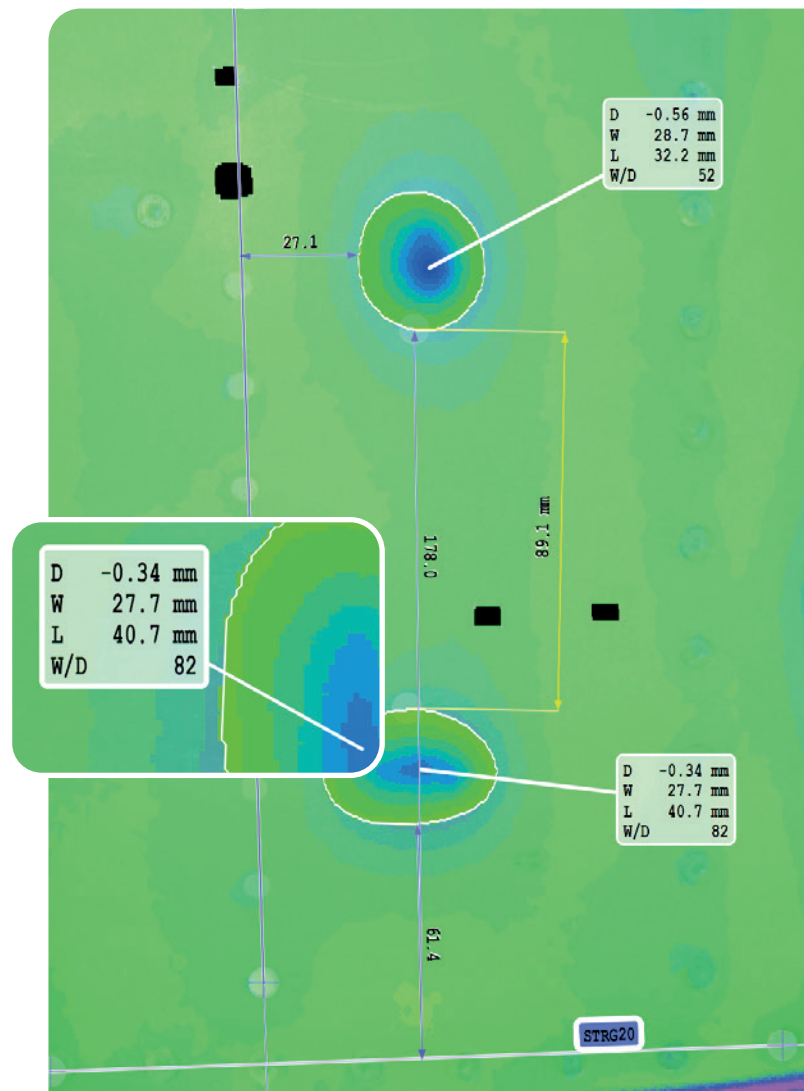 D -0.56 mm
W 28.7 mm
L 32.2 mm
W/D 52
27.1
178.0
89.1 mm
D -0.34 mm
W 27.7 mm
L 40.7 mm
W/D 82
D -0.34 mm
W 27.7 mm
L 40.7 mm
W/D 82
61.4
STRG20